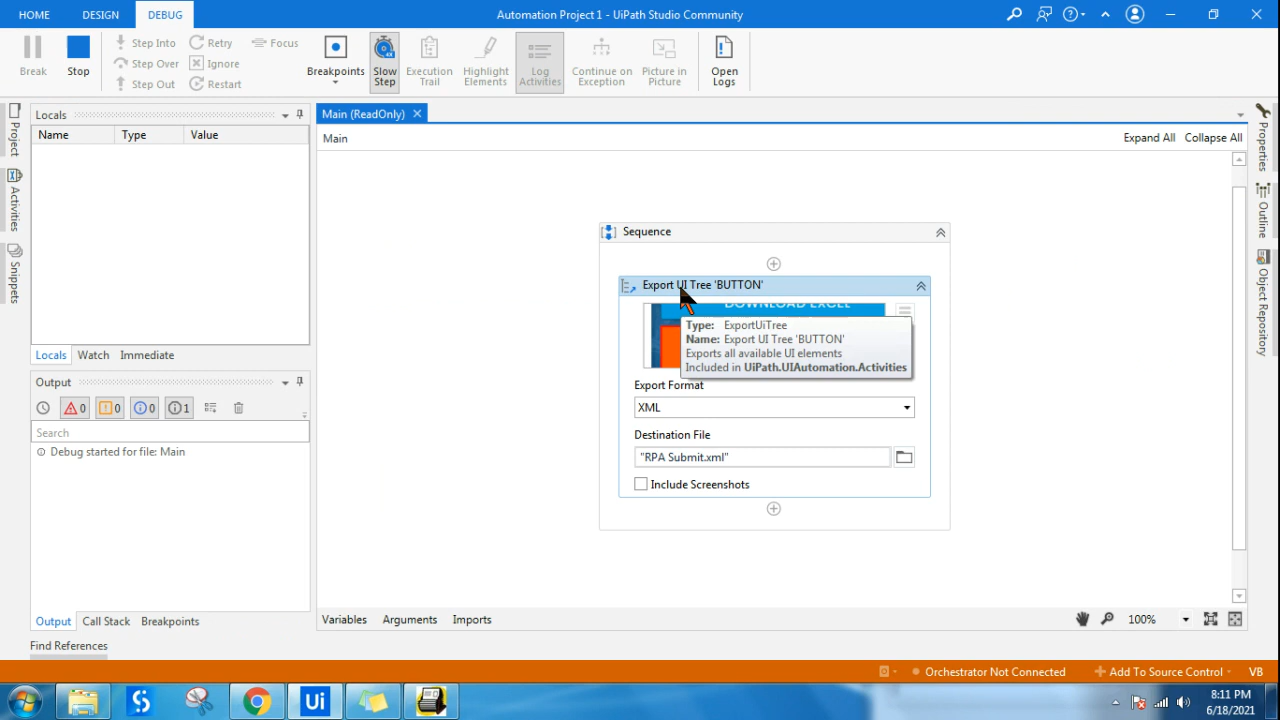 HOME DESIGN DEBUG Automation Project 1 - UiPath Studio Community
Break Stop Step Into Step Over Step Out Retry Ignore Restart Focus Breakpoints Slow Step Execution Trail Highlight Elements Log Activities Continue on Exception Picture in Picture Open Logs
Project
Activities
Snippets
Locals
Name Type Value
Locals Watch Immediate
Output
0 0 0 1
Search
Debug started for file: Main
Output Call Stack Breakpoints
Find References
Main (ReadOnly)
Main Expand All Collapse All
Sequence
Export UI Tree 'BUTTON'
DOWNLOAD EXCEL
Type: ExportUiTree
Name: Export UI Tree 'BUTTON'
Exports all available UI elements
Included in UiPath.UIAutomation.Activities
Export Format
XML
Destination File
"RPA Submit.xml"
Include Screenshots
Variables Arguments Imports 100%
Properties
Outline
Object Repository
Orchestrator Not Connected Add To Source Control VB
Ui
8:11 PM
6/18/2021